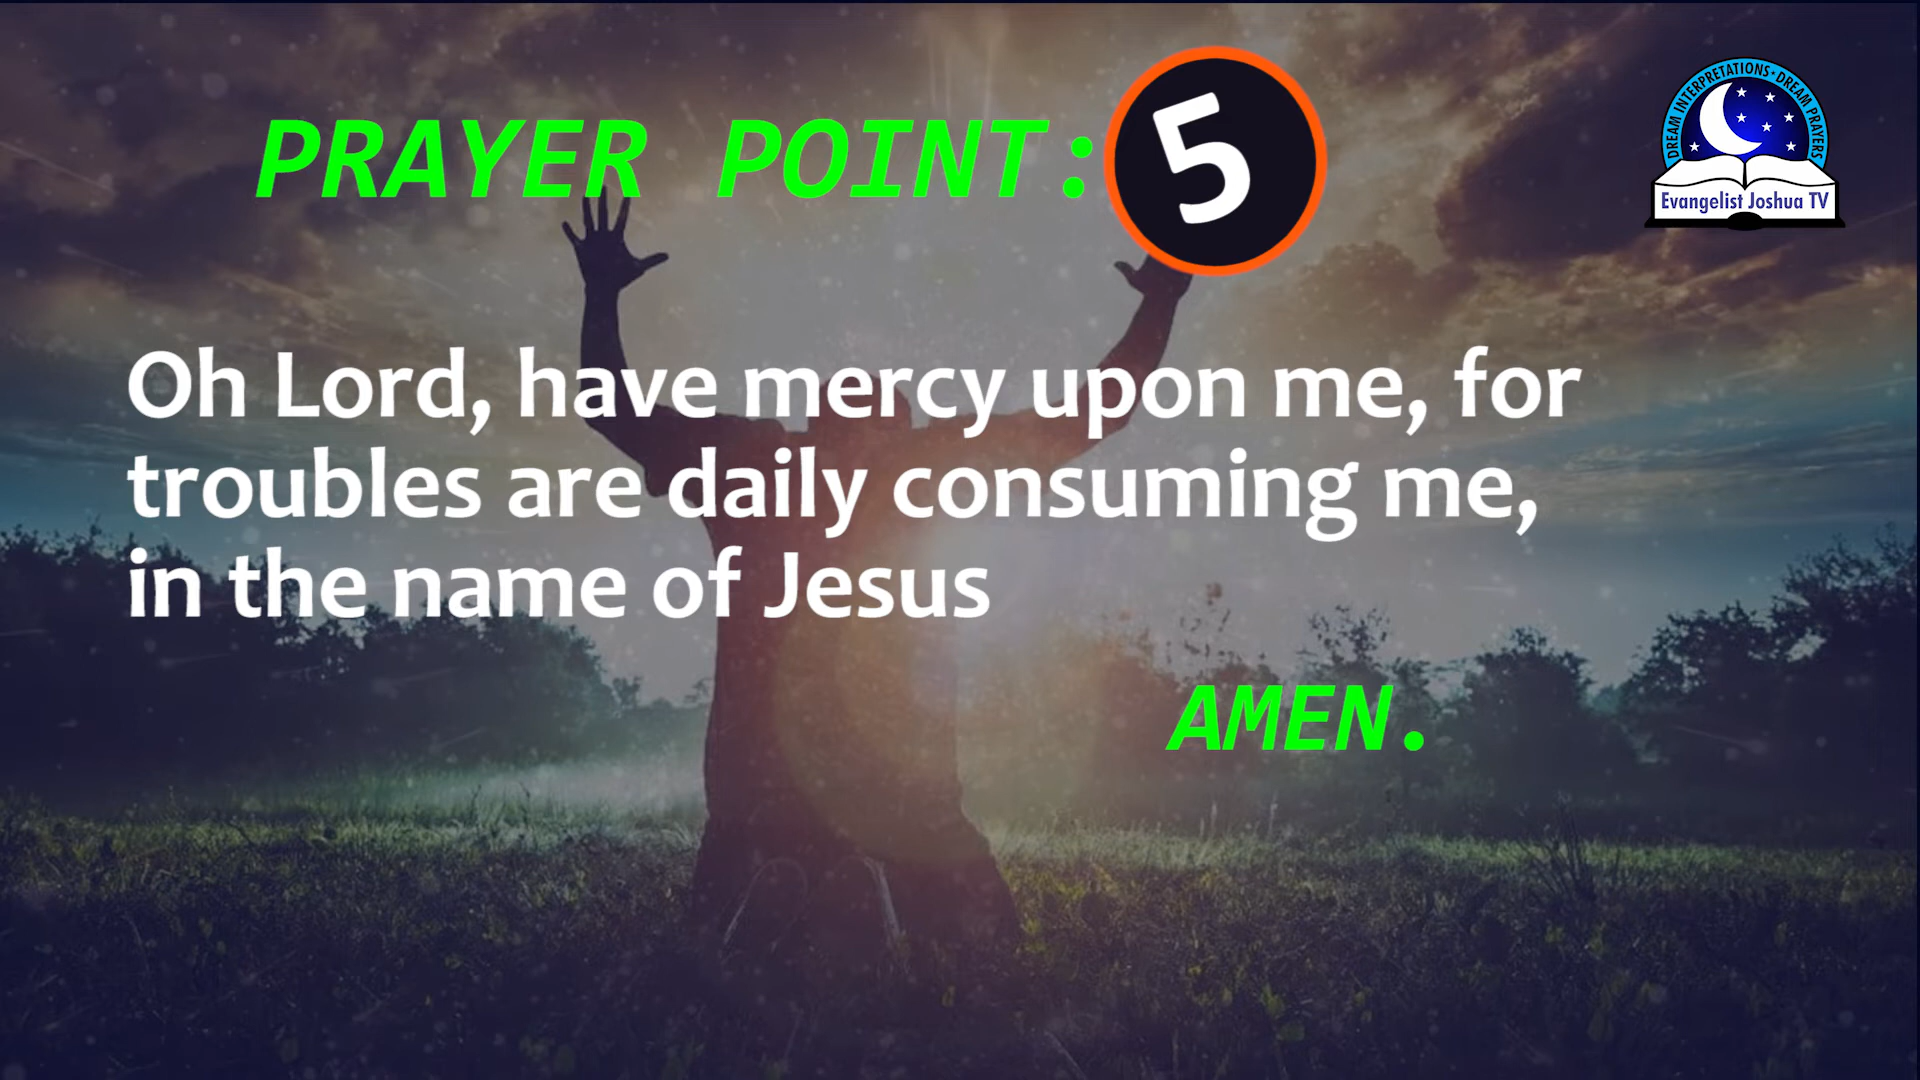 PRAYER POINT: 5
DREAM INTERPRETATIONS • DREAM PRAYERS
Evangelist Joshua TV
Oh Lord, have mercy upon me, for
troubles are daily consuming me,
in the name of Jesus
AMEN.